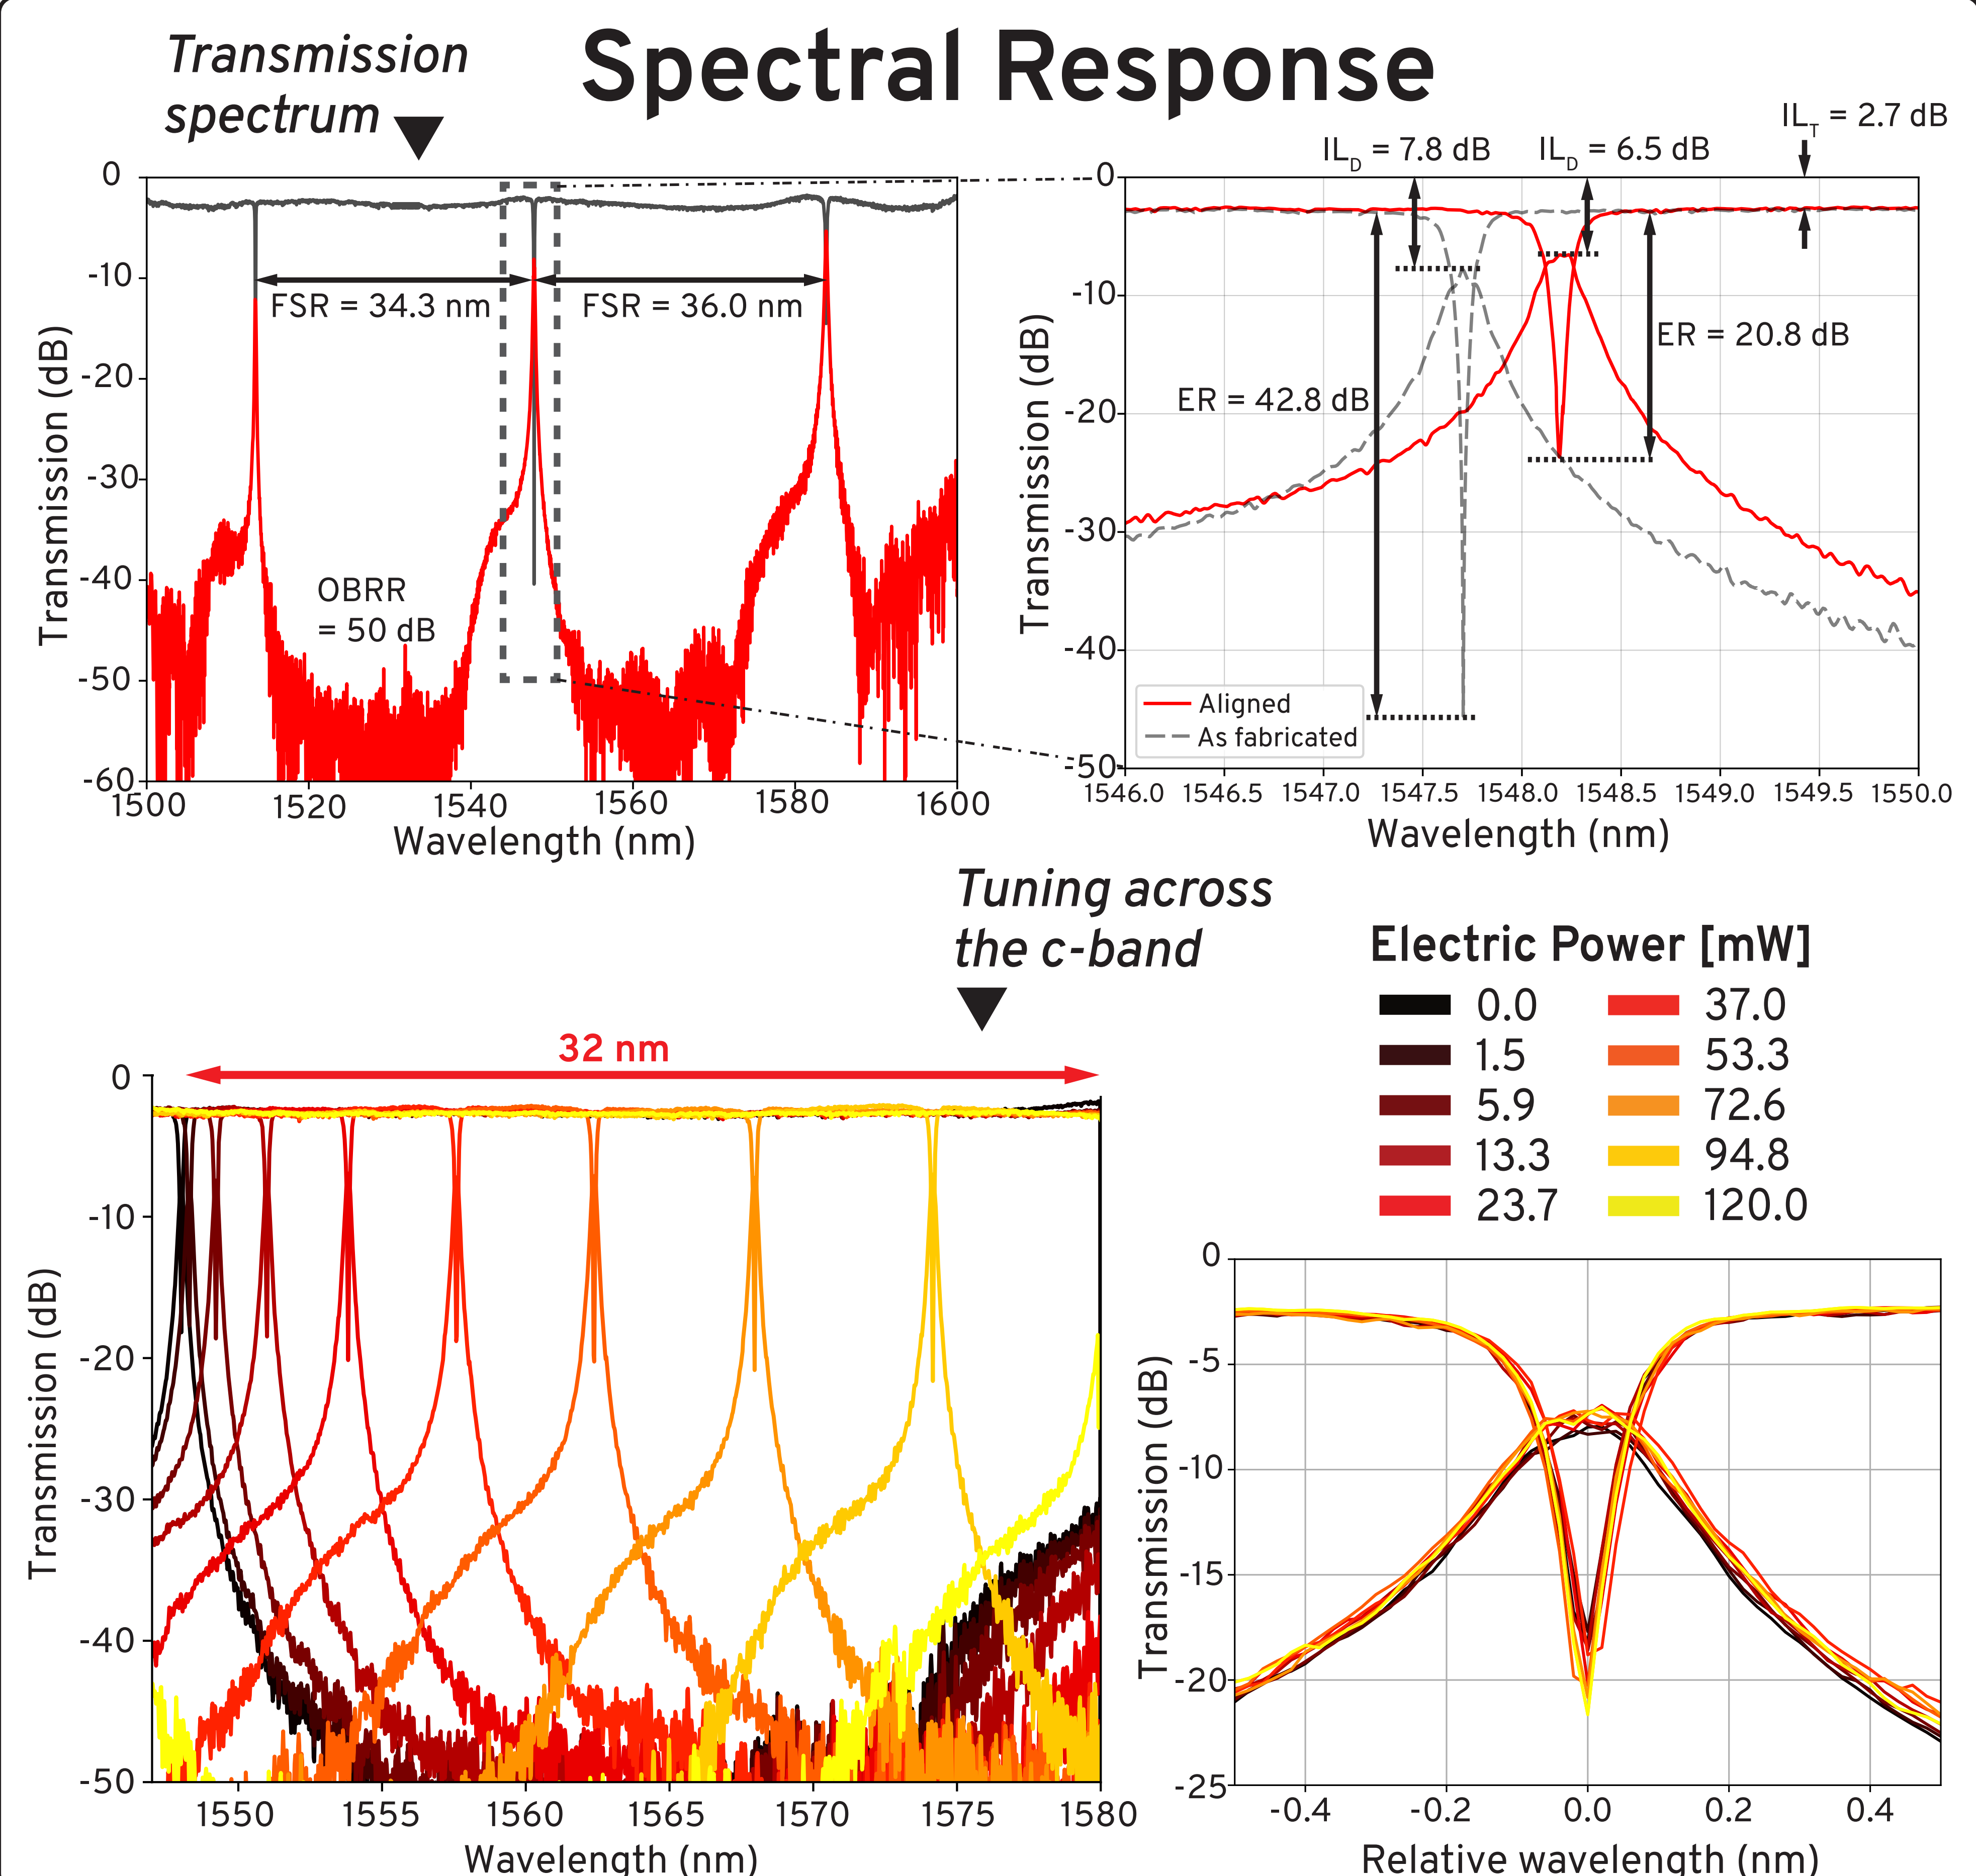 Spectral Response
Transmission
spectrum
0
-10
-20
-30
-40
-50
-60
Transmission (dB)
FSR = 34.3 nm
FSR = 36.0 nm
OBRR
= 50 dB
1500
1520
1540
1560
1580
1600
Wavelength (nm)
IL_D = 7.8 dB
IL_D = 6.5 dB
IL_T = 2.7 dB
0
-10
-20
-30
-40
-50
Transmission (dB)
ER = 42.8 dB
ER = 20.8 dB
Aligned
As fabricated
1546.0
1546.5
1547.0
1547.5
1548.0
1548.5
1549.0
1549.5
1550.0
Wavelength (nm)
Tuning across
the c-band
32 nm
0
-10
-20
-30
-40
-50
Transmission (dB)
1550
1555
1560
1565
1570
1575
1580
Wavelength (nm)
Electric Power [mW]
0.0
1.5
5.9
13.3
23.7
37.0
53.3
72.6
94.8
120.0
0
-5
-10
-15
-20
-25
Transmission (dB)
-0.4
-0.2
0.0
0.2
0.4
Relative wavelength (nm)